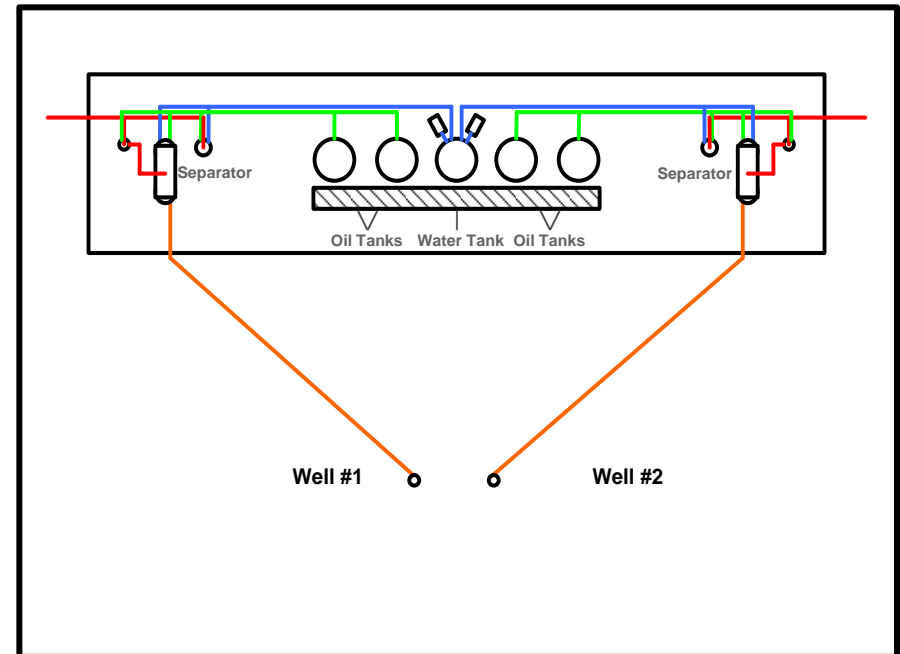 Separator
Separator
Oil Tanks Water Tank Oil Tanks
Well #1
Well #2